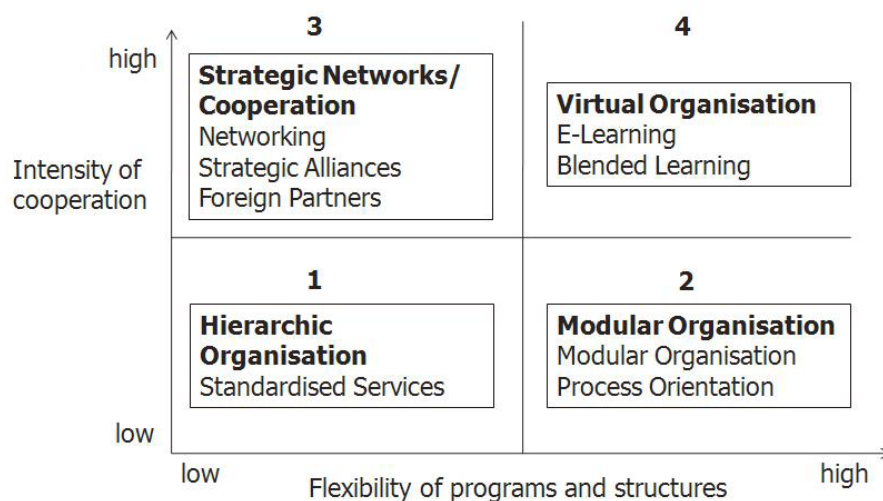 3
4
high
Strategic Networks/
Cooperation
Networking
Strategic Alliances
Foreign Partners
Virtual Organisation
E-Learning
Blended Learning
Intensity of
cooperation
1
2
Hierarchic
Organisation
Standardised Services
Modular Organisation
Modular Organisation
Process Orientation
low
low
Flexibility of programs and structures
high